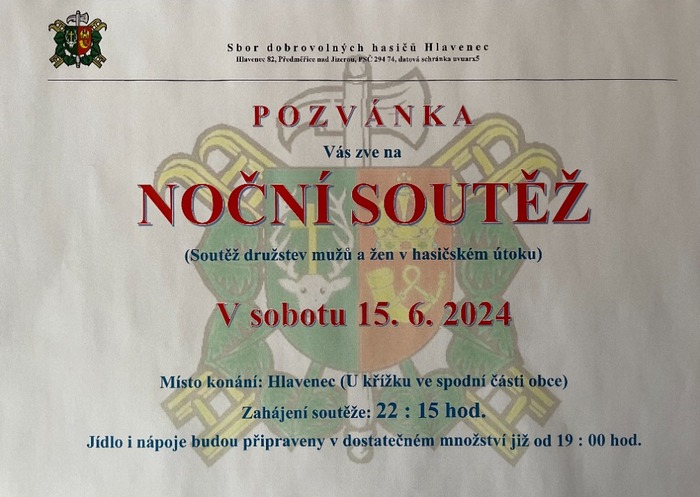 Sbor dobrovolných hasičů Hlavenec
Hlavenec 82, Předměřice nad Jizerou, PSČ 294 74, datová schránka uvuarx5
POZVÁNKA
Vás zve na
NOČNÍ SOUTĚŽ
(Soutěž družstev mužů a žen v hasičském útoku)
V sobotu 15. 6. 2024
Místo konání: Hlavenec (U křížku ve spodní části obce)
Zahájení soutěže: 22 : 15 hod.
Jídlo i nápoje budou připraveny v dostatečném množství již od 19 : 00 hod.